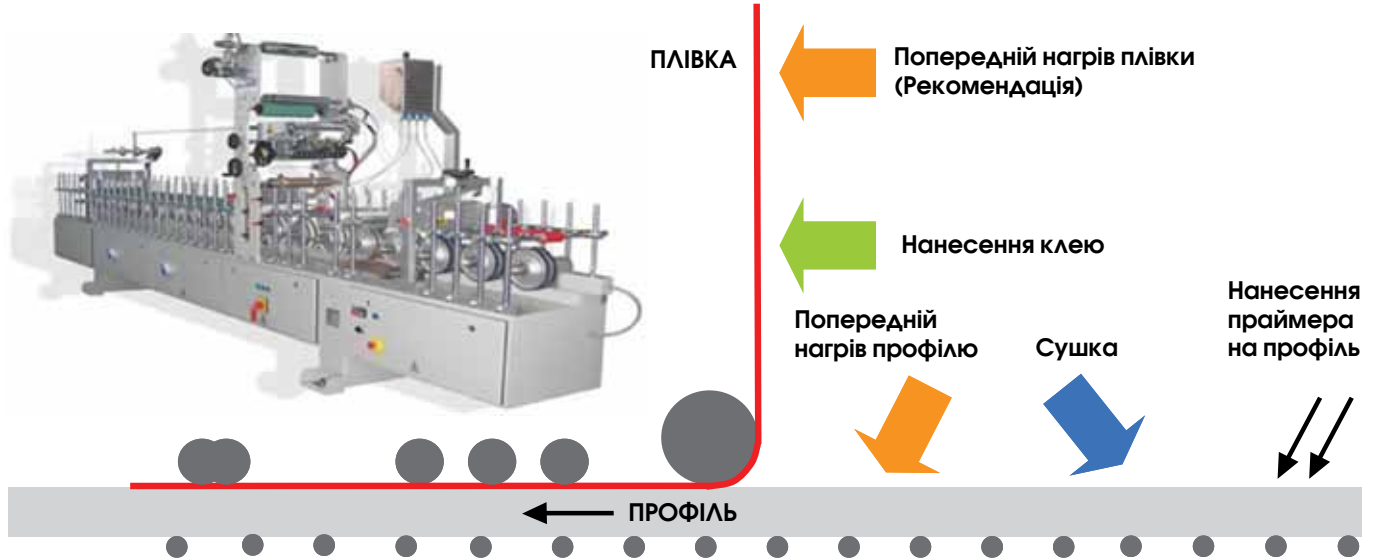 ПЛІВКА
Попередній нагрів плівки
(Рекомендація)
Нанесення клею
Попередній
нагрів профілю
Сушка
Нанесення
праймера
на профіль
ПРОФІЛЬ